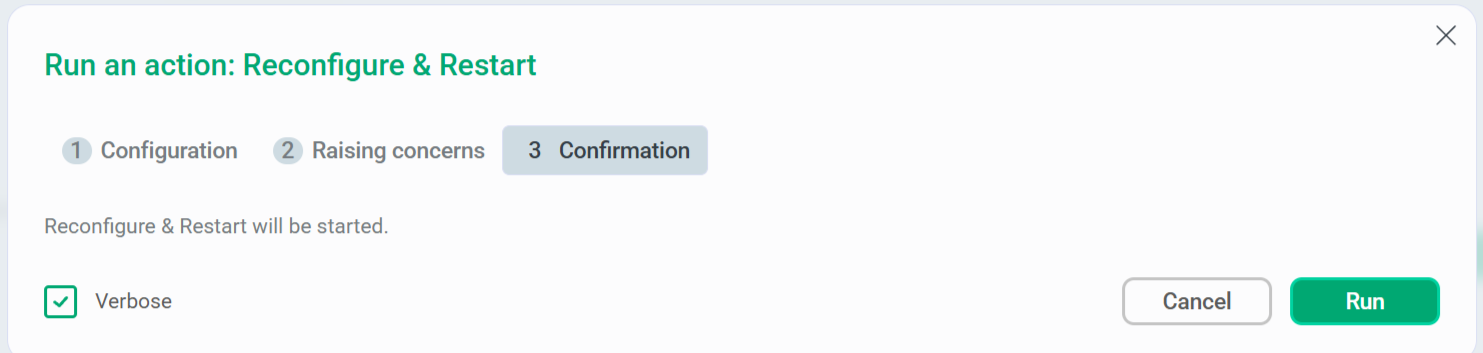 Run an action: Reconfigure & Restart
1 Configuration 2 Raising concerns 3 Confirmation
Reconfigure & Restart will be started.
Verbose Cancel Run